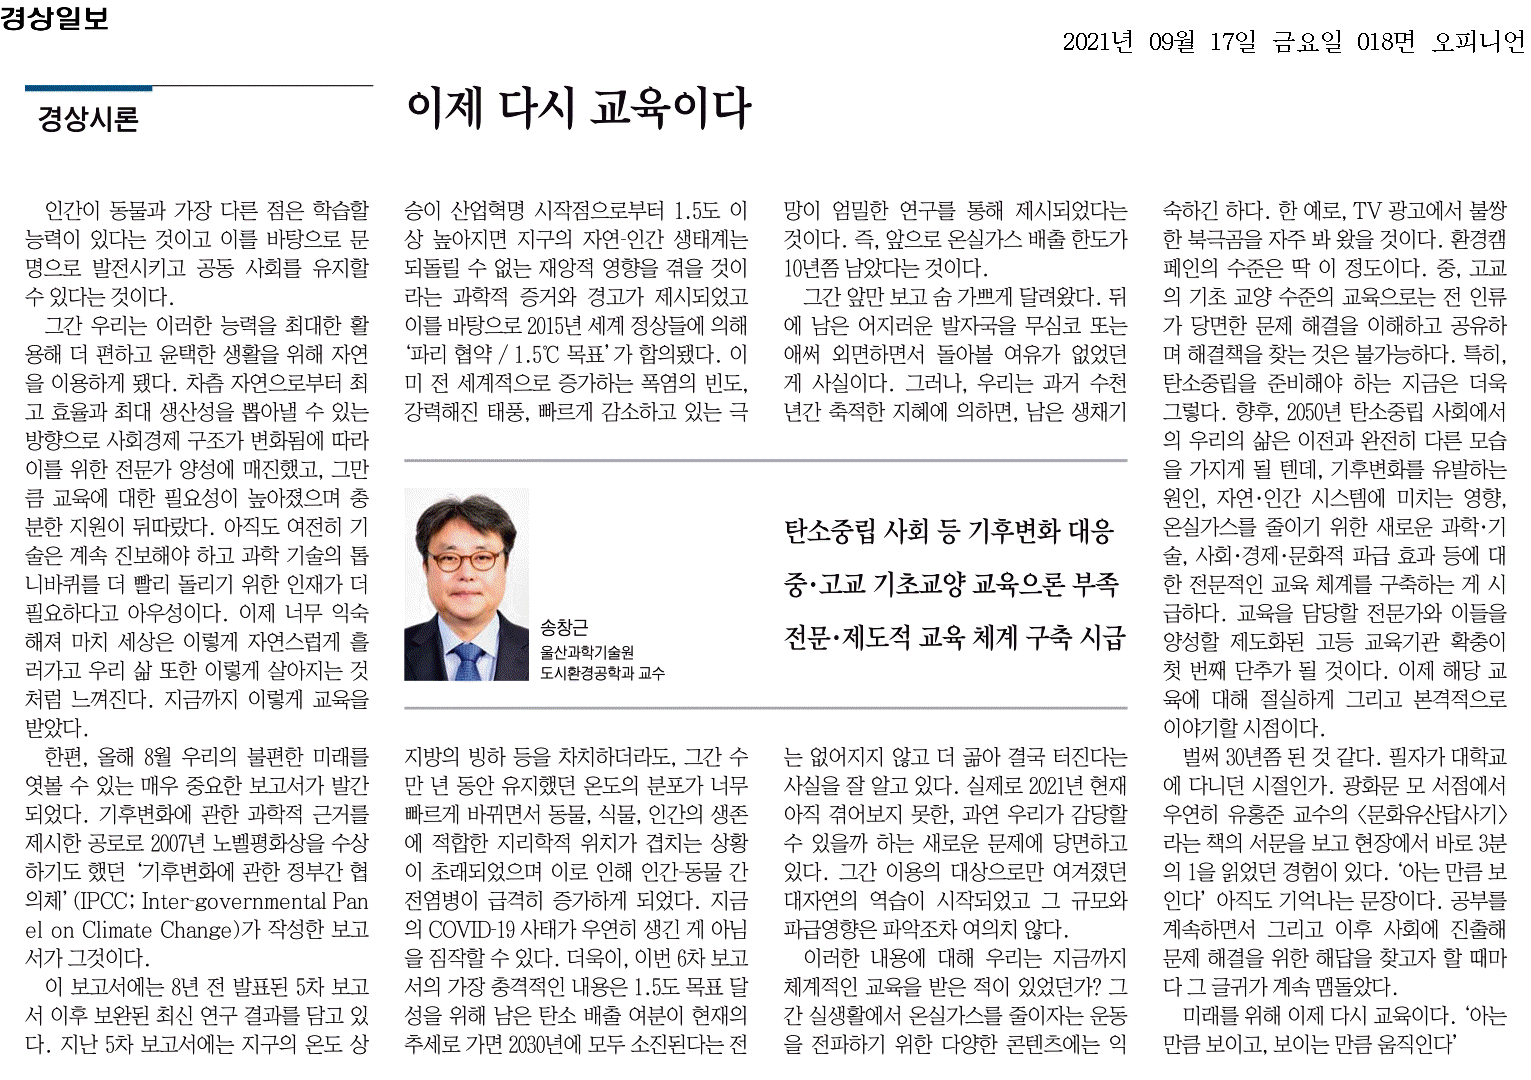 경상일보
2021년 09월 17일 금요일 018면 오피니언
경상시론
이제 다시 교육이다
인간이 동물과 가장 다른 점은 학습할
능력이 있다는 것이고 이를 바탕으로 문
명으로 발전시키고 공동 사회를 유지할
수 있다는 것이다.
그간 우리는 이러한 능력을 최대한 활
용해 더 편하고 윤택한 생활을 위해 자연
을 이용하게 됐다. 차츰 자연으로부터 최
고 효율과 최대 생산성을 뽑아낼 수 있는
방향으로 사회경제 구조가 변화됨에 따라
이를 위한 전문가 양성에 매진했고, 그만
큼 교육에 대한 필요성이 높아졌으며 충
분한 지원이 뒤따랐다. 아직도 여전히 기
술은 계속 진보해야 하고 과학 기술의 톱
니바퀴를 더 빨리 돌리기 위한 인재가 더
필요하다고 아우성이다. 이제 너무 익숙
해져 마치 세상은 이렇게 자연스럽게 흘
러가고 우리 삶 또한 이렇게 살아지는 것
처럼 느껴진다. 지금까지 이렇게 교육을
받았다.
한편, 올해 8월 우리의 불편한 미래를
엿볼 수 있는 매우 중요한 보고서가 발간
되었다. 기후변화에 관한 과학적 근거를
제시한 공로로 2007년 노벨평화상을 수상
하기도 했던 ‘기후변화에 관한 정부간 협
의체’(IPCC; Inter-governmental Pan
el on Climate Change)가 작성한 보고
서가 그것이다.
이 보고서에는 8년 전 발표된 5차 보고
서 이후 보완된 최신 연구 결과를 담고 있
다. 지난 5차 보고서에는 지구의 온도 상
승이 산업혁명 시작점으로부터 1.5도 이
상 높아지면 지구의 자연-인간 생태계는
되돌릴 수 없는 재앙적 영향을 겪을 것이
라는 과학적 증거와 경고가 제시되었고
이를 바탕으로 2015년 세계 정상들에 의해
‘파리 협약 / 1.5℃ 목표’가 합의됐다. 이
미 전 세계적으로 증가하는 폭염의 빈도,
강력해진 태풍, 빠르게 감소하고 있는 극
지방의 빙하 등을 차치하더라도, 그간 수
만 년 동안 유지했던 온도의 분포가 너무
빠르게 바뀌면서 동물, 식물, 인간의 생존
에 적합한 지리학적 위치가 겹치는 상황
이 초래되었으며 이로 인해 인간-동물 간
전염병이 급격히 증가하게 되었다. 지금
의 COVID-19 사태가 우연히 생긴 게 아님
을 짐작할 수 있다. 더욱이, 이번 6차 보고
서의 가장 충격적인 내용은 1.5도 목표 달
성을 위해 남은 탄소 배출 여분이 현재의
추세로 가면 2030년에 모두 소진된다는 전
망이 엄밀한 연구를 통해 제시되었다는
것이다. 즉, 앞으로 온실가스 배출 한도가
10년쯤 남았다는 것이다.
그간 앞만 보고 숨 가쁘게 달려왔다. 뒤
에 남은 어지러운 발자국을 무심코 또는
애써 외면하면서 돌아볼 여유가 없었던
게 사실이다. 그러나, 우리는 과거 수천
년간 축적한 지혜에 의하면, 남은 생채기
는 없어지지 않고 더 곪아 결국 터진다는
사실을 잘 알고 있다. 실제로 2021년 현재
아직 겪어보지 못한, 과연 우리가 감당할
수 있을까 하는 새로운 문제에 당면하고
있다. 그간 이용의 대상으로만 여겨졌던
대자연의 역습이 시작되었고 그 규모와
파급영향은 파악조차 여의치 않다.
이러한 내용에 대해 우리는 지금까지
체계적인 교육을 받은 적이 있었던가? 그
간 실생활에서 온실가스를 줄이자는 운동
을 전파하기 위한 다양한 콘텐츠에는 익
숙하긴 하다. 한 예로, TV 광고에서 불쌍
한 북극곰을 자주 봐 왔을 것이다. 환경캠
페인의 수준은 딱 이 정도이다. 중, 고교
의 기초 교양 수준의 교육으로는 전 인류
가 당면한 문제 해결을 이해하고 공유하
며 해결책을 찾는 것은 불가능하다. 특히,
탄소중립을 준비해야 하는 지금은 더욱
그렇다. 향후, 2050년 탄소중립 사회에서
의 우리의 삶은 이전과 완전히 다른 모습
을 가지게 될 텐데, 기후변화를 유발하는
원인, 자연·인간 시스템에 미치는 영향,
온실가스를 줄이기 위한 새로운 과학·기
술, 사회·경제·문화적 파급 효과 등에 대
한 전문적인 교육 체계를 구축하는 게 시
급하다. 교육을 담당할 전문가와 이들을
양성할 제도화된 고등 교육기관 확충이
첫 번째 단추가 될 것이다. 이제 해당 교
육에 대해 절실하게 그리고 본격적으로
이야기할 시점이다.
벌써 30년쯤 된 것 같다. 필자가 대학교
에 다니던 시절인가. 광화문 모 서점에서
우연히 유홍준 교수의 〈문화유산답사기〉
라는 책의 서문을 보고 현장에서 바로 3분
의 1을 읽었던 경험이 있다. ‘아는 만큼 보
인다’ 아직도 기억나는 문장이다. 공부를
계속하면서 그리고 이후 사회에 진출해
문제 해결을 위한 해답을 찾고자 할 때마
다 그 글귀가 계속 맴돌았다.
미래를 위해 이제 다시 교육이다. ‘아는
만큼 보이고, 보이는 만큼 움직인다’
송창근
울산과학기술원
도시환경공학과 교수
탄소중립 사회 등 기후변화 대응
중·고교 기초교양 교육으론 부족
전문·제도적 교육 체계 구축 시급